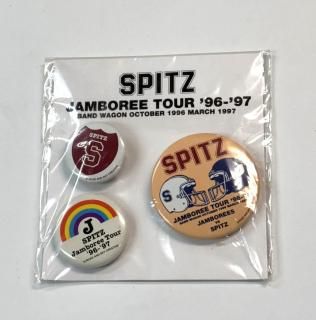 SPITZ
JAMBOREE TOUR '96-'97
BAND WAGON OCTOBER 1996 MARCH 1997
SPITZ
S
J
SPITZ
Jamboree Tour
'96-'97
SPITZ
S
JAMBOREE TOUR '96-'97
JAMBOREES
VS
SPITZ